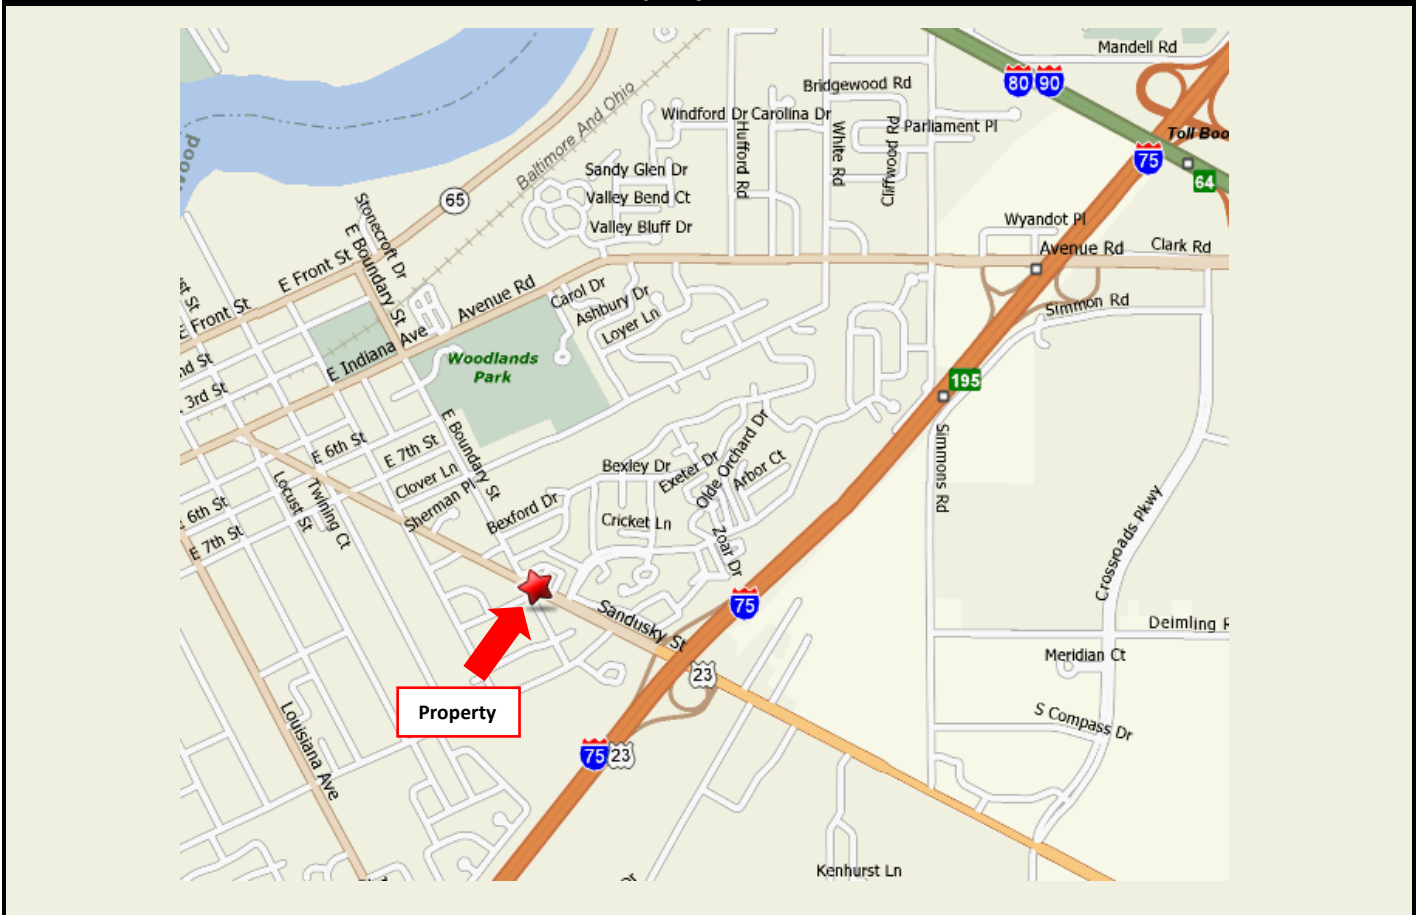 Mandell Rd
80
90
Bridgewood Rd
Baltimore And Ohio
Windford Dr
Carolina Dr
Hufford Rd
White Rd
Cliffwood Rd
Parliament Pl
Toll Boo
75
64
wood
Sandy Glen Dr
Valley Bend Ct
Valley Bluff Dr
65
Stonecroft Dr
E Boundary St
Wyandot Pl
Avenue Rd
Clark Rd
E Front St
E Front St
Avenue Rd
Carol Dr
Ashbury Dr
Loyer Ln
Simmon Rd
E Indiana Ave
Woodlands
Park
nd St
3rd St
195
E 6th St
E 7th St
E Boundary St
Clover Ln
Sherman Pl
Bexley Dr
Exeter Dr
Olde Orchard Dr
Arbor Ct
Simmons Rd
Locust St
Twining Ct
6th St
E 7th St
Bexford Dr
Cricket Ln
Zoar Dr
Crossroads Pkwy
75
Sandusky St
Deimling R
Meridian Ct
23
Property
S Compass Dr
Louisiana Ave
75
23
Kenhurst Ln